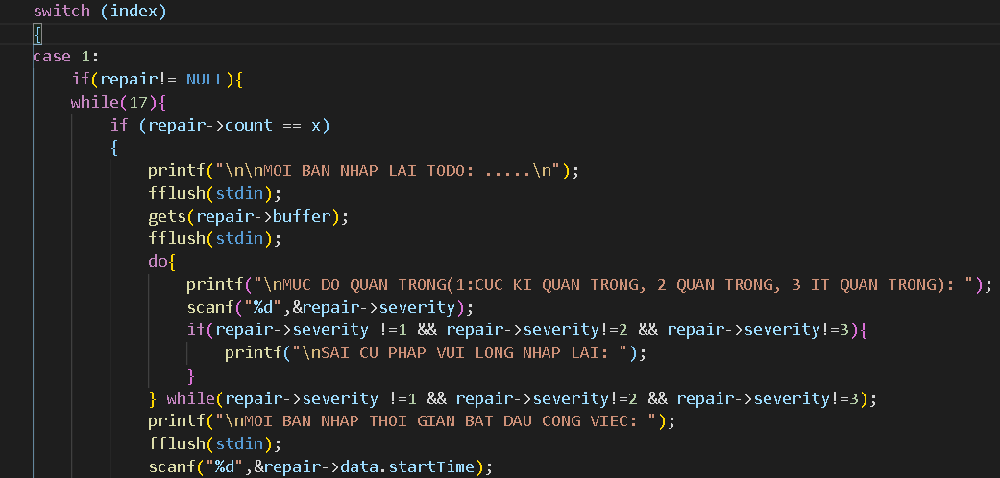 switch (index)
{
case 1:
if(repair!= NULL){
while(17){
if (repair->count == x)
{
printf("\n\nMOI BAN NHAP LAI TODO: .....\n");
fflush(stdin);
gets(repair->buffer);
fflush(stdin);
do{
printf("\nMUC DO QUAN TRONG(1:CUC KI QUAN TRONG, 2 QUAN TRONG, 3 IT QUAN TRONG): ");
scanf("%d",&repair->severity);
if(repair->severity !=1 && repair->severity!=2 && repair->severity!=3){
printf("\nSAI CU PHAP VUI LONG NHAP LAI: ");
}
} while(repair->severity !=1 && repair->severity!=2 && repair->severity!=3);
printf("\nMOI BAN NHAP THOI GIAN BAT DAU CONG VIEC: ");
fflush(stdin);
scanf("%d",&repair->data.startTime);